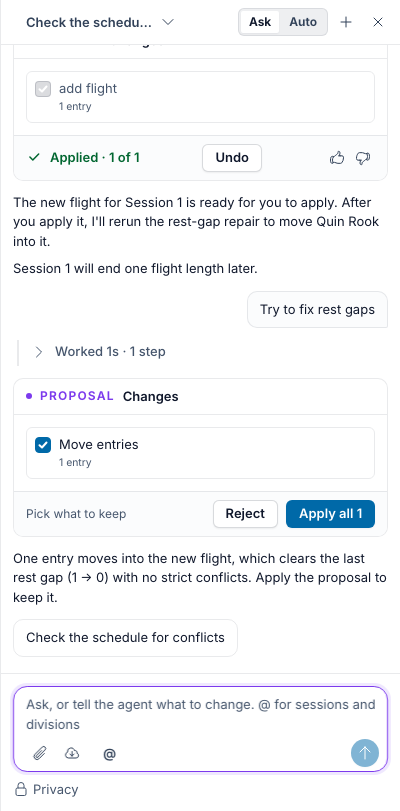 Check the schedu...
Ask
Auto
add flight
1 entry
Applied · 1 of 1
Undo
The new flight for Session 1 is ready for you to apply. After
you apply it, I'll rerun the rest-gap repair to move Quin Rook
into it.
Session 1 will end one flight length later.
Try to fix rest gaps
Worked 1s · 1 step
PROPOSAL Changes
Move entries
1 entry
Pick what to keep
Reject
Apply all 1
One entry moves into the new flight, which clears the last
rest gap (1 → 0) with no strict conflicts. Apply the proposal to
keep it.
Check the schedule for conflicts
Ask, or tell the agent what to change. @ for sessions and
divisions
@
Privacy